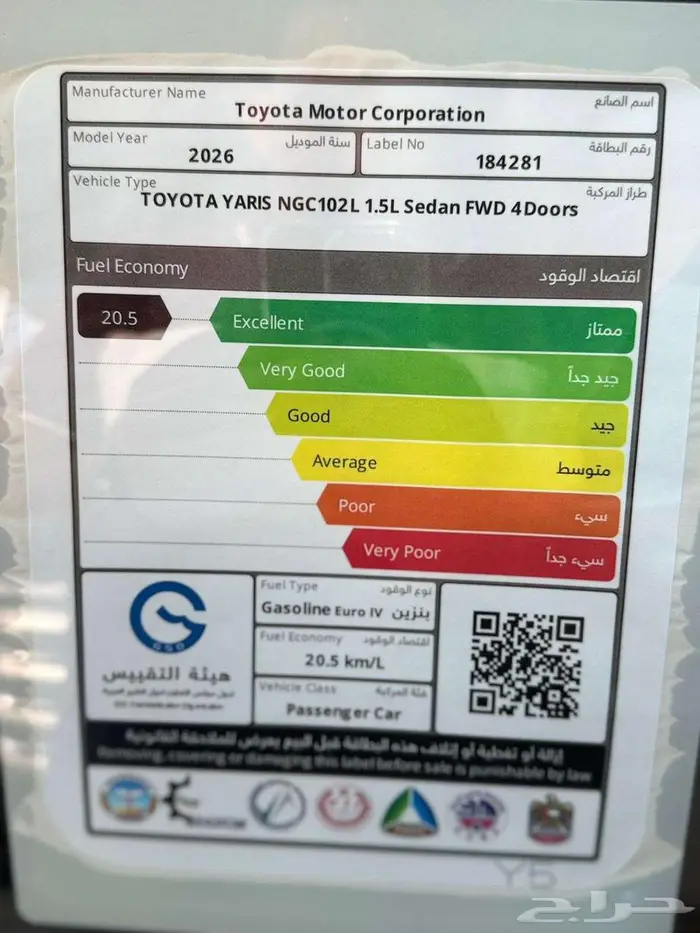 Manufacturer Name اسم الصانع
Toyota Motor Corporation
Model Year سنة الموديل
2026
Label No رقم البطاقة
184281
Vehicle Type طراز المركبة
TOYOTA YARIS NGC102L 1.5L Sedan FWD 4Doors
Fuel Economy اقتصاد الوقود
20.5 Excellent ممتاز
Very Good جيد جداً
Good جيد
Average متوسط
Poor سيء
Very Poor سيء جداً
GSO
هيئة التقييس
Fuel Type نوع الوقود
Gasoline Euro IV بنزين
Fuel Economy اقتصاد الوقود
20.5 km/L
Vehicle Class فئة المركبة
Passenger Car
إزالة أو تغطية أو إتلاف هذه البطاقة قبل البيع يعرض للملاحقة القانونية
Removing, covering or damaging this label before sale is punishable by law
Y5
حراج